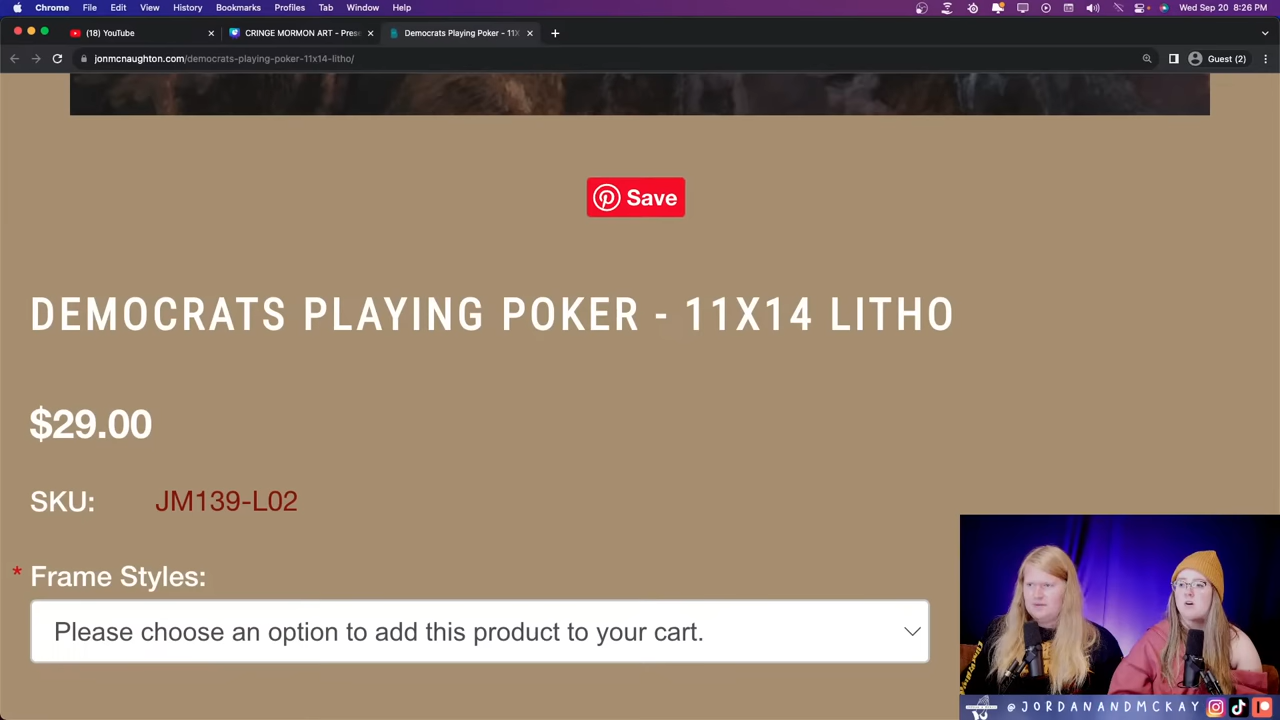 Chrome File Edit View History Bookmarks Profiles Tab Window Help Wed Sep 20 8:26 PM
(18) YouTube CRINGE MORMON ART - Prese Democrats Playing Poker - 11X
jonmcnaughton.com/democrats-playing-poker-11x14-litho/ Guest (2)
Save
DEMOCRATS PLAYING POKER - 11X14 LITHO
$29.00
SKU: JM139-L02
* Frame Styles:
Please choose an option to add this product to your cart.
@JORDANANDMCKAY